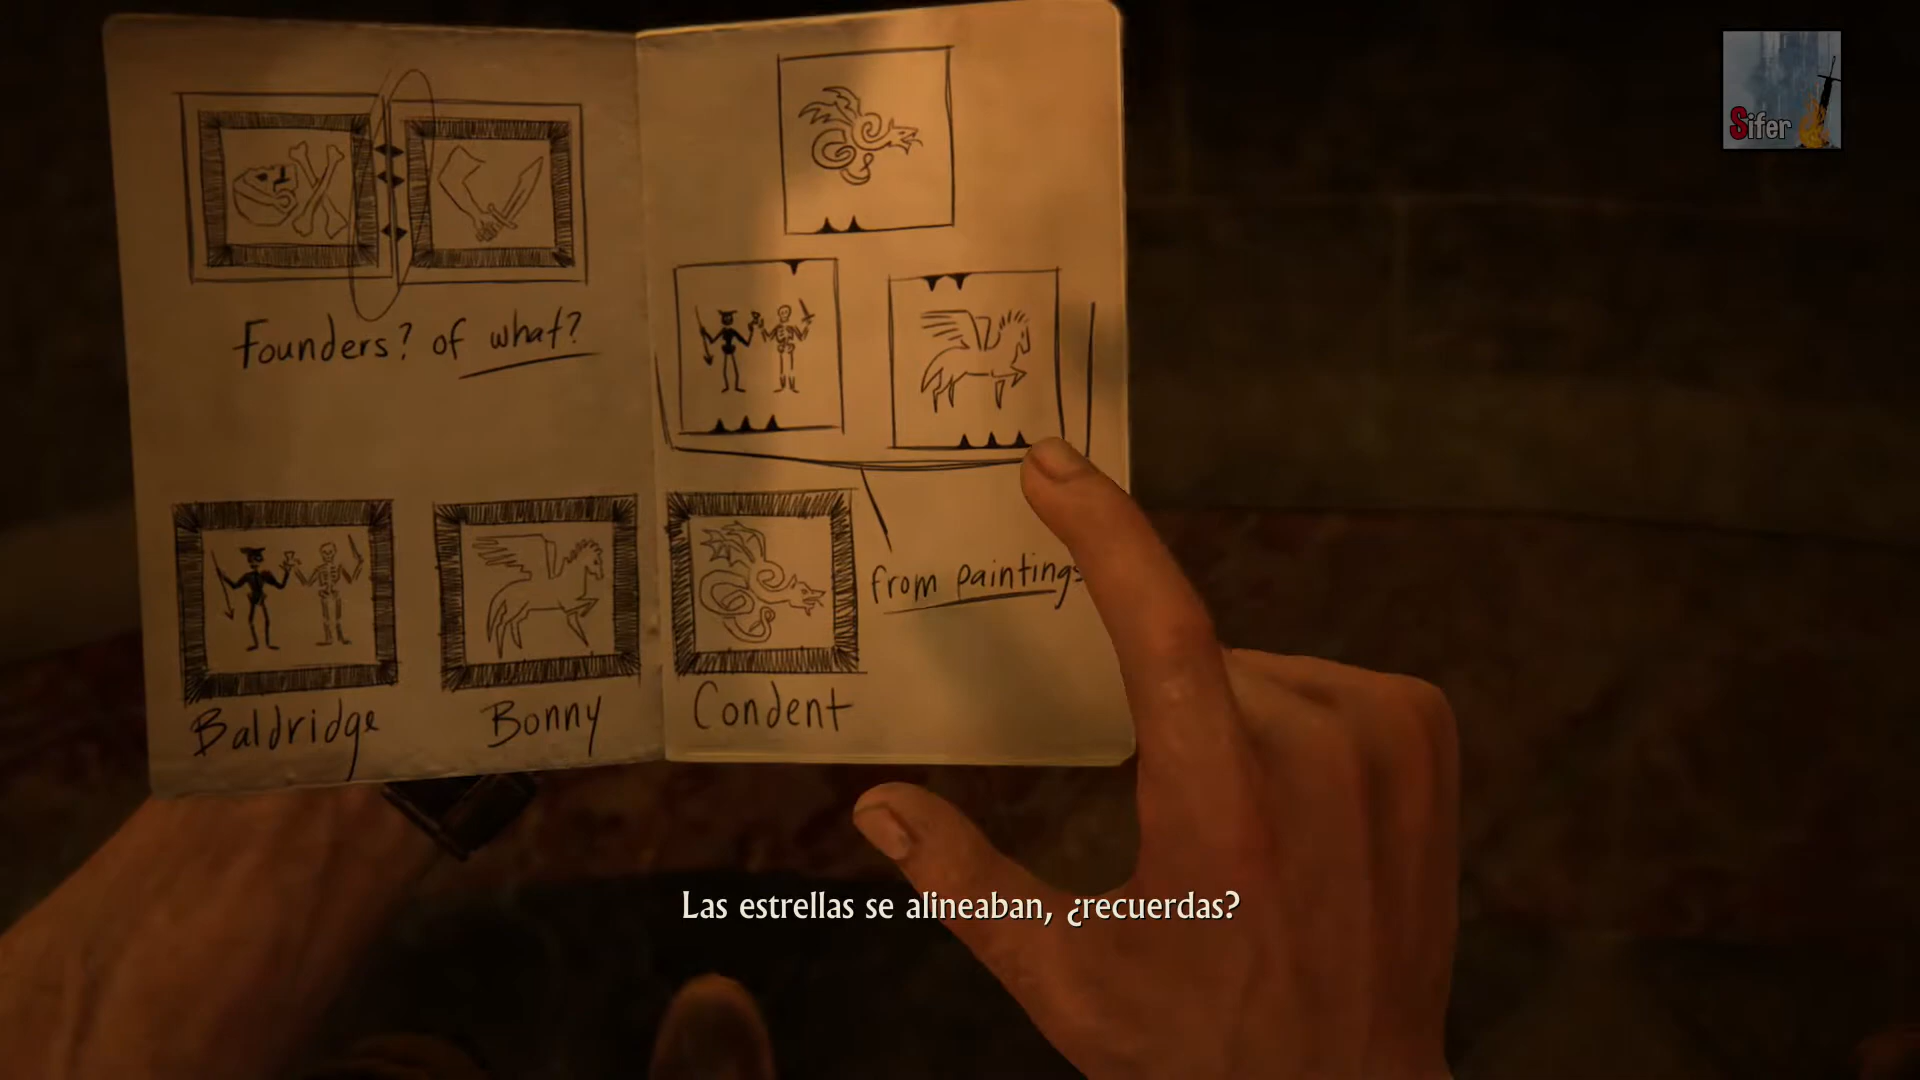 Sifer
Founders? of what?
from paintings
Baldridge
Bonny
Condent
Las estrellas se alineaban, ¿recuerdas?